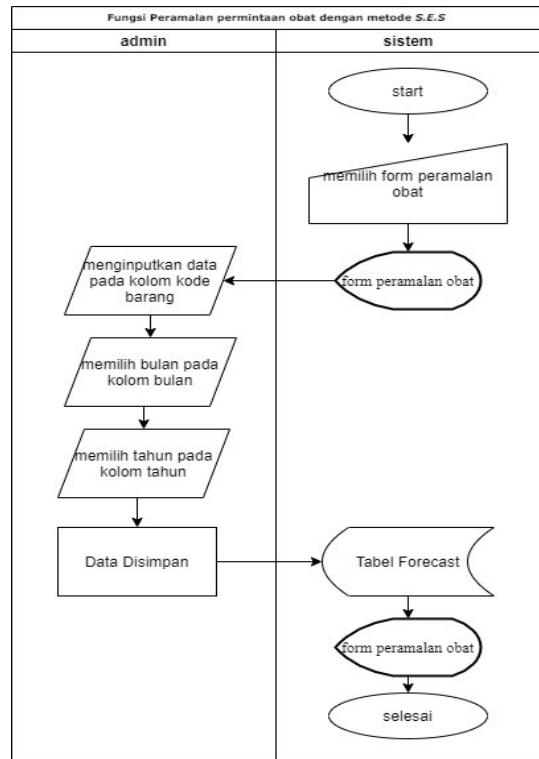 Fungsi Peramalan permintaan obat dengan metode S.E.S
admin
sistem
start
memilih form peramalan
obat
form peramalan obat
menginputkan data
pada kolom kode
barang
memilih bulan pada
kolom bulan
memilih tahun pada
kolom tahun
Data Disimpan
Tabel Forecast
form peramalan obat
selesai